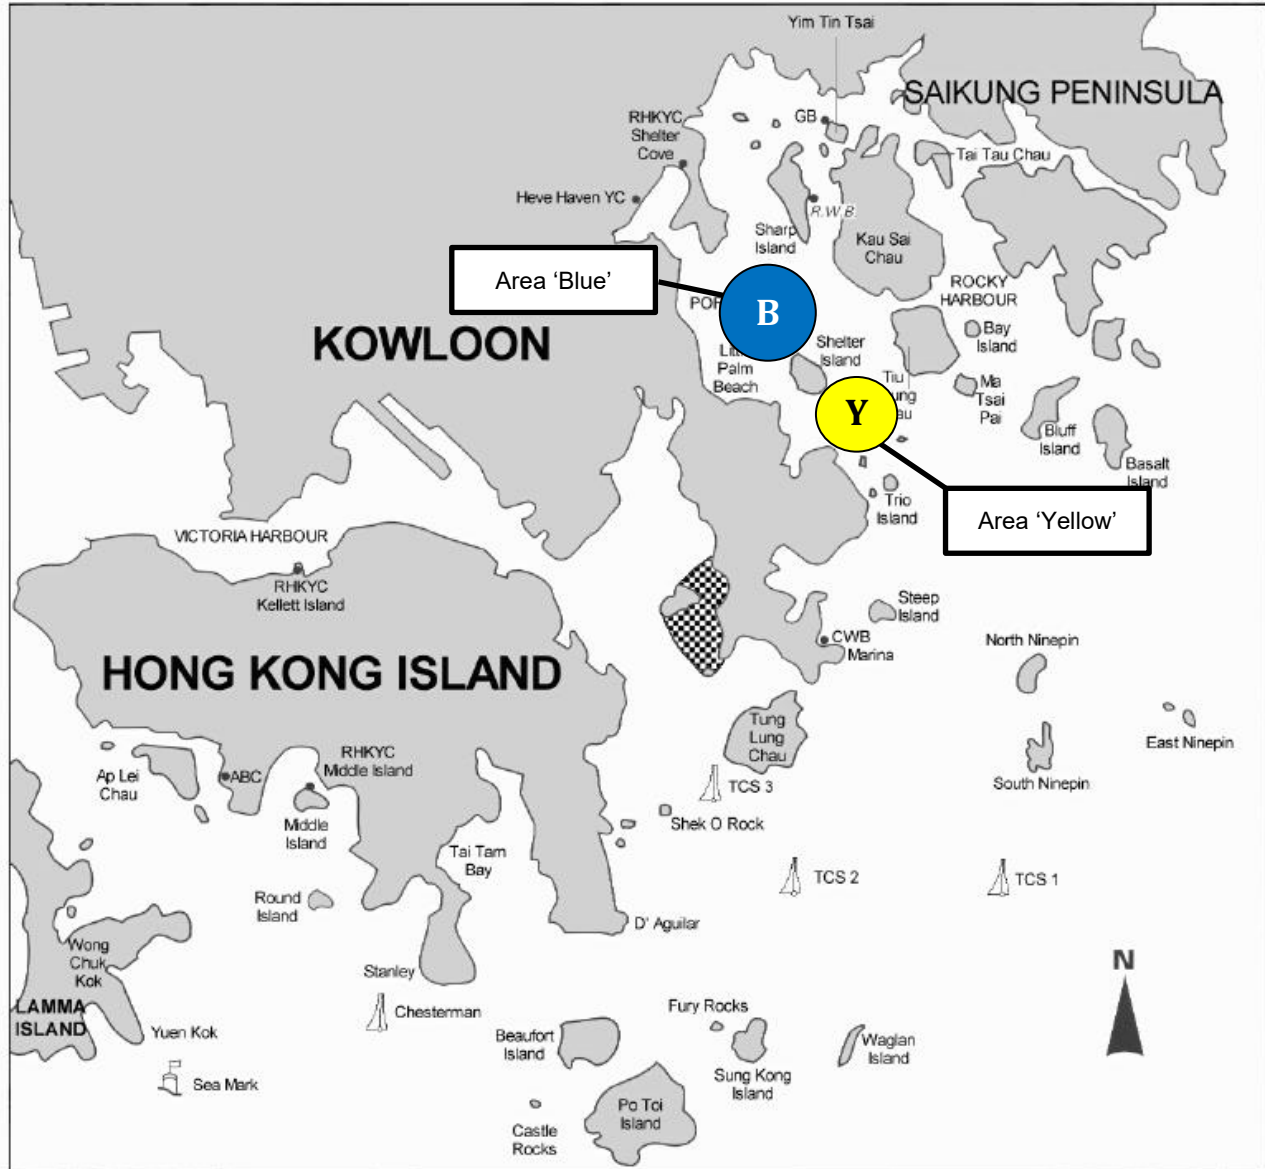 Yim Tin Tsai
SAIKUNG PENINSULA
GB
RHKYC
Shelter
Cove
Tai Tau Chau
Heve Haven YC
R.W.B.
Sharp
Island
Kau Sai
Chau
Area ‘Blue’
B
ROCKY
HARBOUR
KOWLOON
Bay
Island
Shelter
Island
Palm
Beach
Tiu
Ma
Tsai
Pai
Y
Bluff
Island
Basalt
Island
Trio
Island
Area ‘Yellow’
VICTORIA HARBOUR
RHKYC
Kellett Island
Steep
Island
CWB
Marina
North Ninepin
HONG KONG ISLAND
Tung
Lung
Chau
East Ninepin
RHKYC
Middle Island
Ap Lei
Chau
ABC
TCS 3
South Ninepin
Middle
Island
Shek O Rock
Tai Tam
Bay
TCS 2
TCS 1
Round
Island
D' Aguilar
Wong
Chuk
Kok
Stanley
N
LAMMA
ISLAND
Chesterman
Fury Rocks
Yuen Kok
Beaufort
Island
Waglan
Island
Sea Mark
Sung Kong
Island
Po Toi
Island
Castle
Rocks